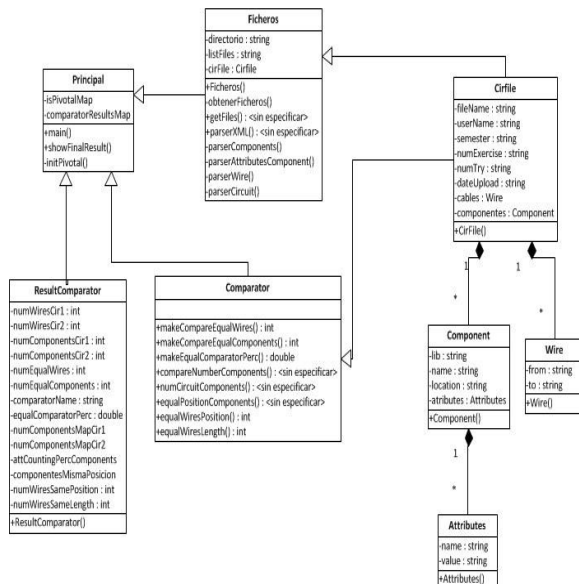 Ficheros
-directorio : string
-listFiles : string
-cirFile : Cirfile
+Ficheros()
-obtenerFicheros()
+getFiles() : <sin especificar>
+parserXML() : <sin especificar>
-parserComponents()
-parserAttributesComponent()
-parserWire()
-parserCircuit()
Principal
-isPivotalMap
-comparatorResultsMap
+main()
+showFinalResult()
-initPivotal()
Cirfile
-fileName : string
-userName : string
-semester : string
-numExercise : string
-numTry : string
-dateUpload : string
-cables : Wire
-componentes : Component
+CirFile()
1
1
*
*
ResultComparator
-numWiresCir1 : int
-numWiresCir2 : int
-numComponentsCir1 : int
-numComponentsCir2 : int
-numEqualWires : int
-numEqualComponents : int
-comparatorName : string
-equalComparatorPerc : double
-numComponentsMapCir1
-numComponentsMapCir2
-attCountingPercComponents
-componentesMismaPosicion
-numWiresSamePosition : int
-numWiresSameLength : int
+ResultComparator()
Comparator
+makeCompareEqualWires() : int
+makeCompareEqualComponents() : int
+makeEqualComparatorPerc() : double
+compareNumberComponents() : <sin especificar>
+numCircuitComponents() : <sin especificar>
+equalPositionComponents() : <sin especificar>
+equalWiresPosition() : int
+equalWiresLength() : int
Component
-lib : string
-name : string
-location : string
-atributes : Attributes
+Component()
Wire
-from : string
-to : string
+Wire()
1
*
Attributes
-name : string
-value : string
+Attributes()